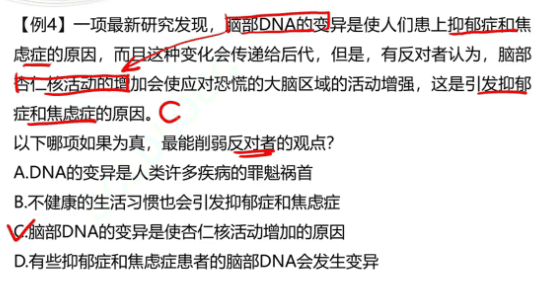 【例4】一项最新研究发现，脑部DNA的变异是使人们患上抑郁症和焦
虑症的原因，而且这种变化会传递给后代，但是，有反对者认为，脑部
杏仁核活动的增加会使应对恐慌的大脑区域的活动增强，这是引发抑郁
症和焦虑症的原因。C
以下哪项如果为真，最能削弱反对者的观点？
A.DNA的变异是人类许多疾病的罪魁祸首
B.不健康的生活习惯也会引发抑郁症和焦虑症
C.脑部DNA的变异是使杏仁核活动增加的原因
D.有些抑郁症和焦虑症患者的脑部DNA会发生变异